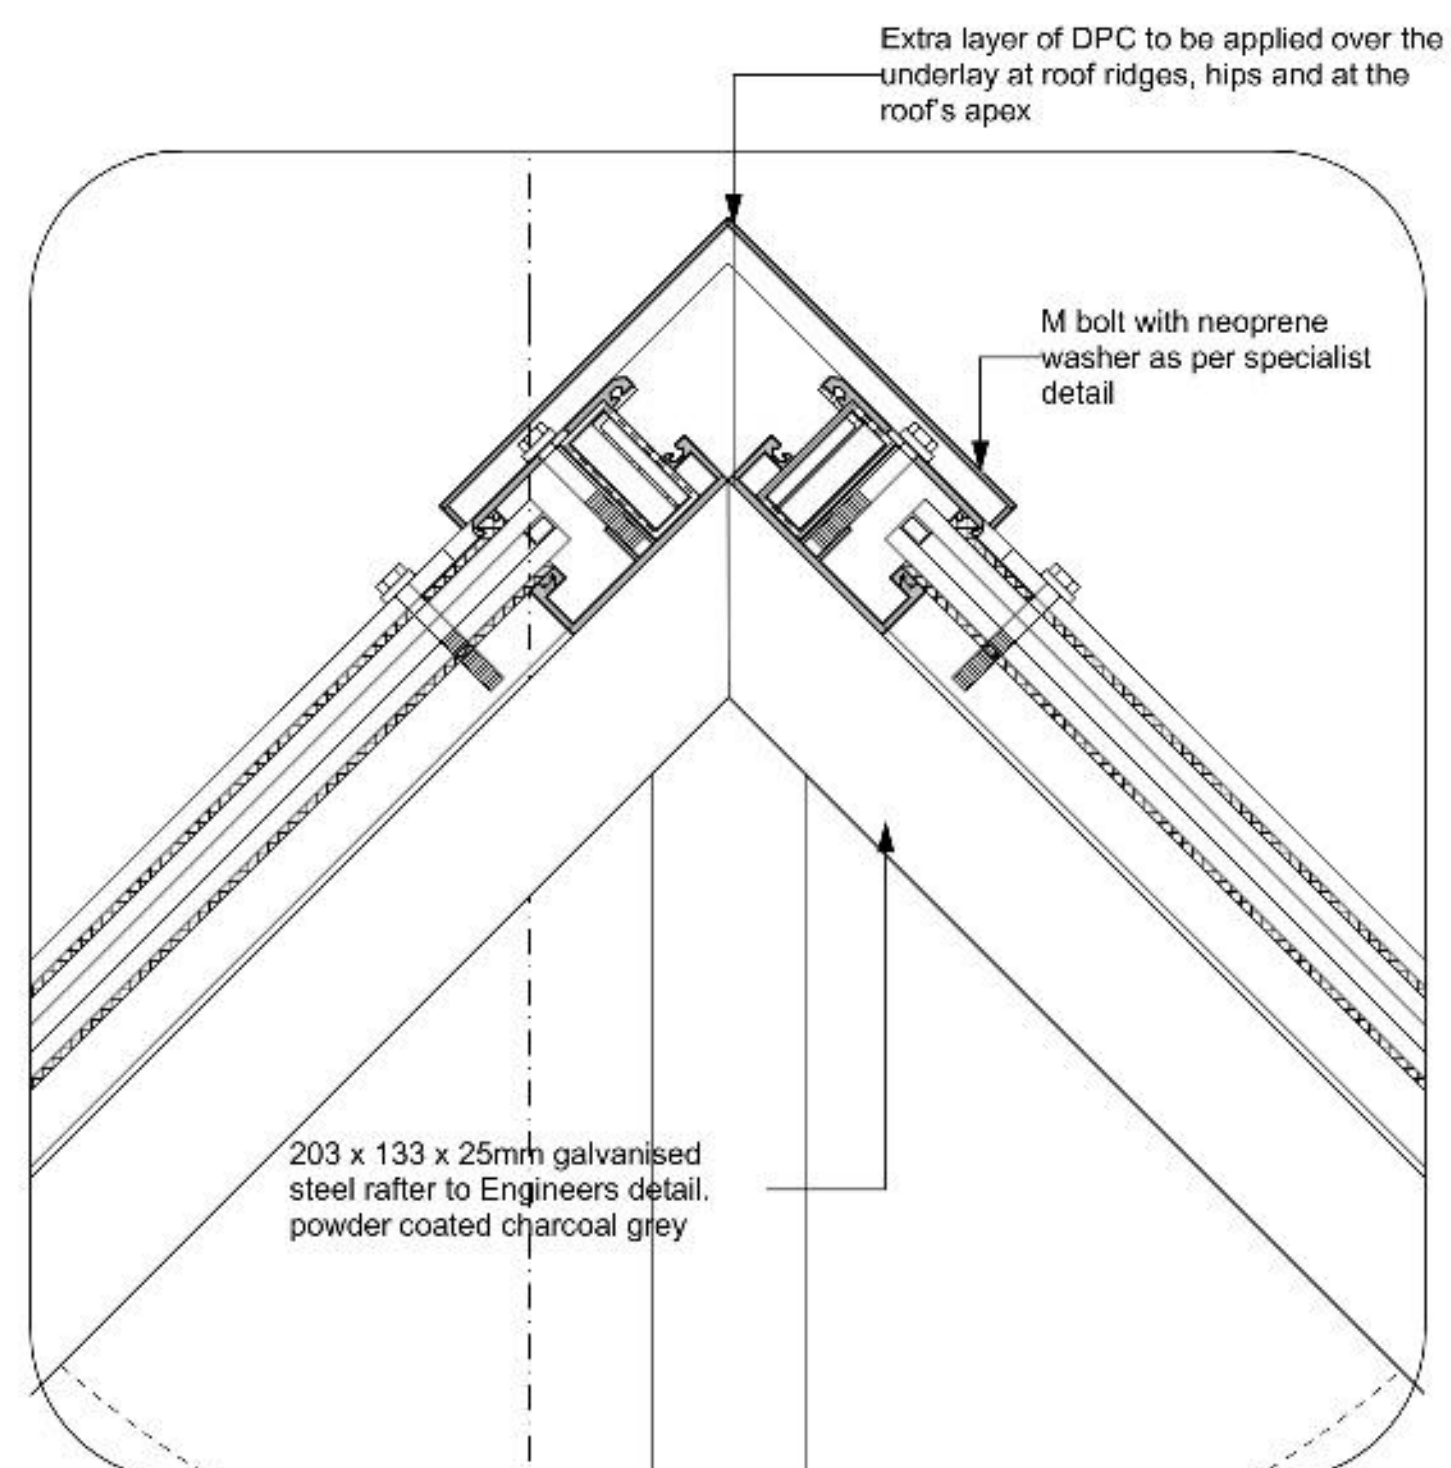 Extra layer of DPC to be applied over the
underlay at roof ridges, hips and at the
roof's apex
M bolt with neoprene
washer as per specialist
detail
203 x 133 x 25mm galvanised
steel rafter to Engineers detail.
powder coated charcoal grey